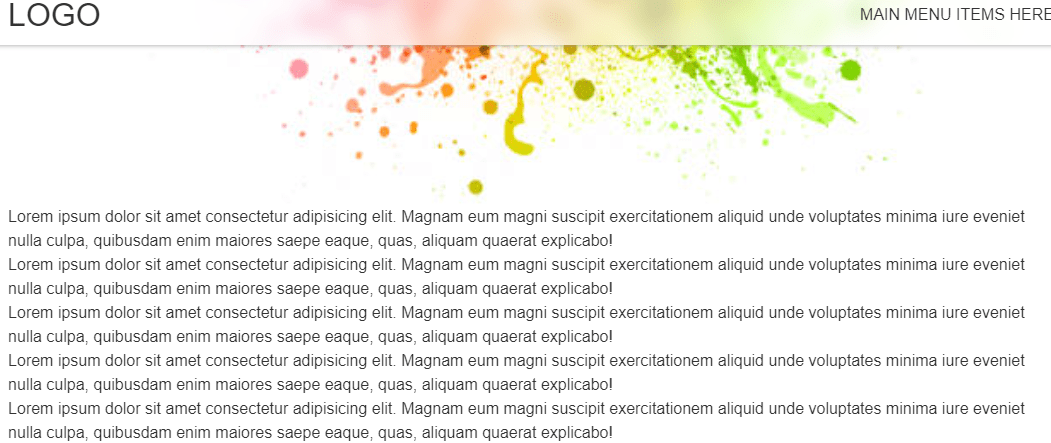 LOGO
MAIN MENU ITEMS HERE
Lorem ipsum dolor sit amet consectetur adipisicing elit. Magnam eum magni suscipit exercitationem aliquid unde voluptates minima iure eveniet
nulla culpa, quibusdam enim maiores saepe eaque, quas, aliquam quaerat explicabo!
Lorem ipsum dolor sit amet consectetur adipisicing elit. Magnam eum magni suscipit exercitationem aliquid unde voluptates minima iure eveniet
nulla culpa, quibusdam enim maiores saepe eaque, quas, aliquam quaerat explicabo!
Lorem ipsum dolor sit amet consectetur adipisicing elit. Magnam eum magni suscipit exercitationem aliquid unde voluptates minima iure eveniet
nulla culpa, quibusdam enim maiores saepe eaque, quas, aliquam quaerat explicabo!
Lorem ipsum dolor sit amet consectetur adipisicing elit. Magnam eum magni suscipit exercitationem aliquid unde voluptates minima iure eveniet
nulla culpa, quibusdam enim maiores saepe eaque, quas, aliquam quaerat explicabo!
Lorem ipsum dolor sit amet consectetur adipisicing elit. Magnam eum magni suscipit exercitationem aliquid unde voluptates minima iure eveniet
nulla culpa, quibusdam enim maiores saepe eaque, quas, aliquam quaerat explicabo!